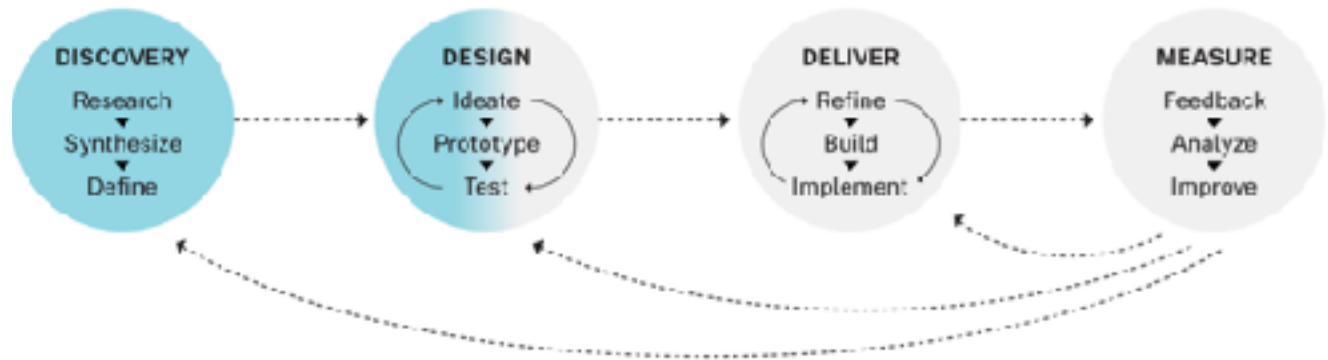 DISCOVERY
Research
Synthesize
Define
DESIGN
Ideate
Prototype
Test
DELIVER
Refine
Build
Implement
MEASURE
Feedback
Analyze
Improve